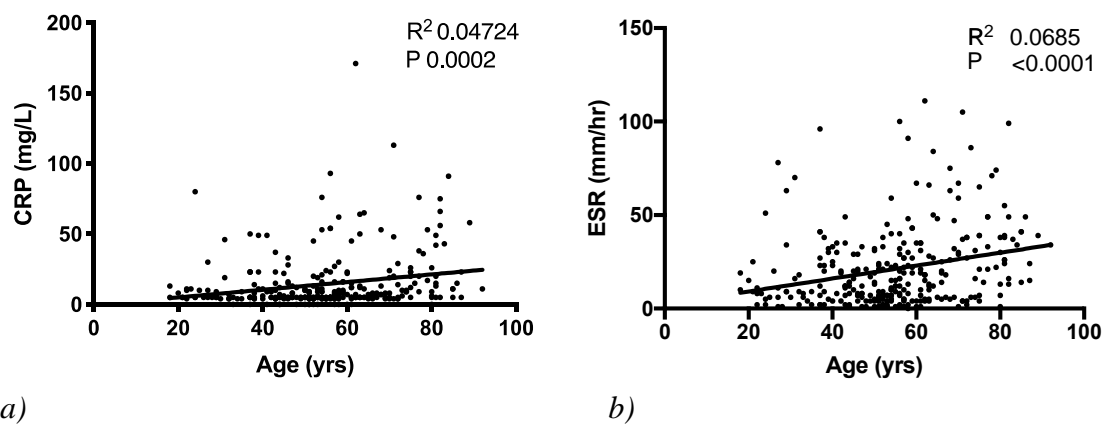 200
150
100
50
0
CRP (mg/L)
R² 0.04724
P 0.0002
0 20 40 60 80 100
Age (yrs)
a)
150
100
50
0
ESR (mm/hr)
R² 0.0685
P <0.0001
0 20 40 60 80 100
Age (yrs)
b)